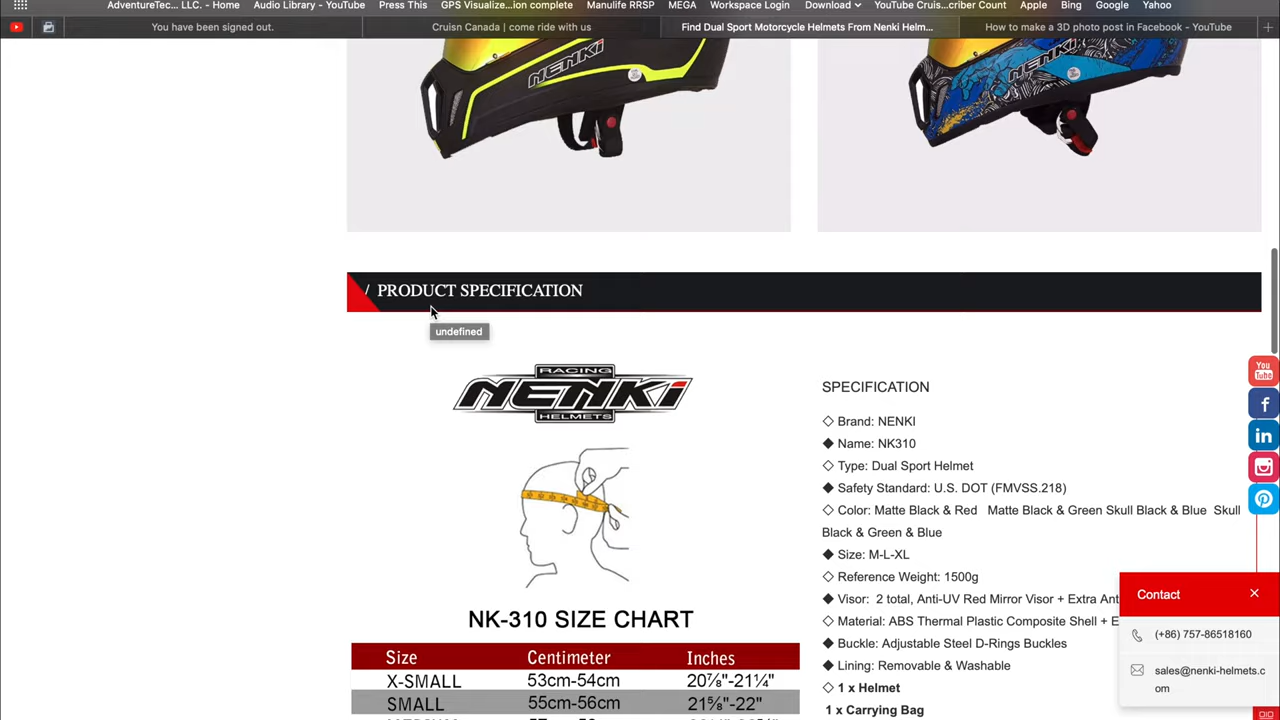 AdventureTec... LLC. - Home Audio Library - YouTube Press This GPS Visualize...ion complete Manulife RRSP MEGA Workspace Login Download YouTube Cruis...criber Count Apple Bing Google Yahoo
You have been signed out. Cruisn Canada | come ride with us Find Dual Sport Motorcycle Helmets From Nenki Helm... How to make a 3D photo post in Facebook - YouTube
NENKI NENKI
/ PRODUCT SPECIFICATION
undefined
RACING
NENKI
HELMETS
NK-310 SIZE CHART
Size Centimeter Inches
X-SMALL 53cm-54cm 20⅞"-21¼"
SMALL 55cm-56cm 21⅝"-22"
SPECIFICATION
◇ Brand: NENKI
◆ Name: NK310
◇ Type: Dual Sport Helmet
◆ Safety Standard: U.S. DOT (FMVSS.218)
◇ Color: Matte Black & Red Matte Black & Green Skull Black & Blue Skull
Black & Green & Blue
◆ Size: M-L-XL
◇ Reference Weight: 1500g
◆ Visor: 2 total, Anti-UV Red Mirror Visor + Extra Ant
◇ Material: ABS Thermal Plastic Composite Shell + E
◆ Buckle: Adjustable Steel D-Rings Buckles
◆ Lining: Removable & Washable
◇ 1 x Helmet
1 x Carrying Bag
You
Tube
Contact ×
(+86) 757-86518160
sales@nenki-helmets.c
om